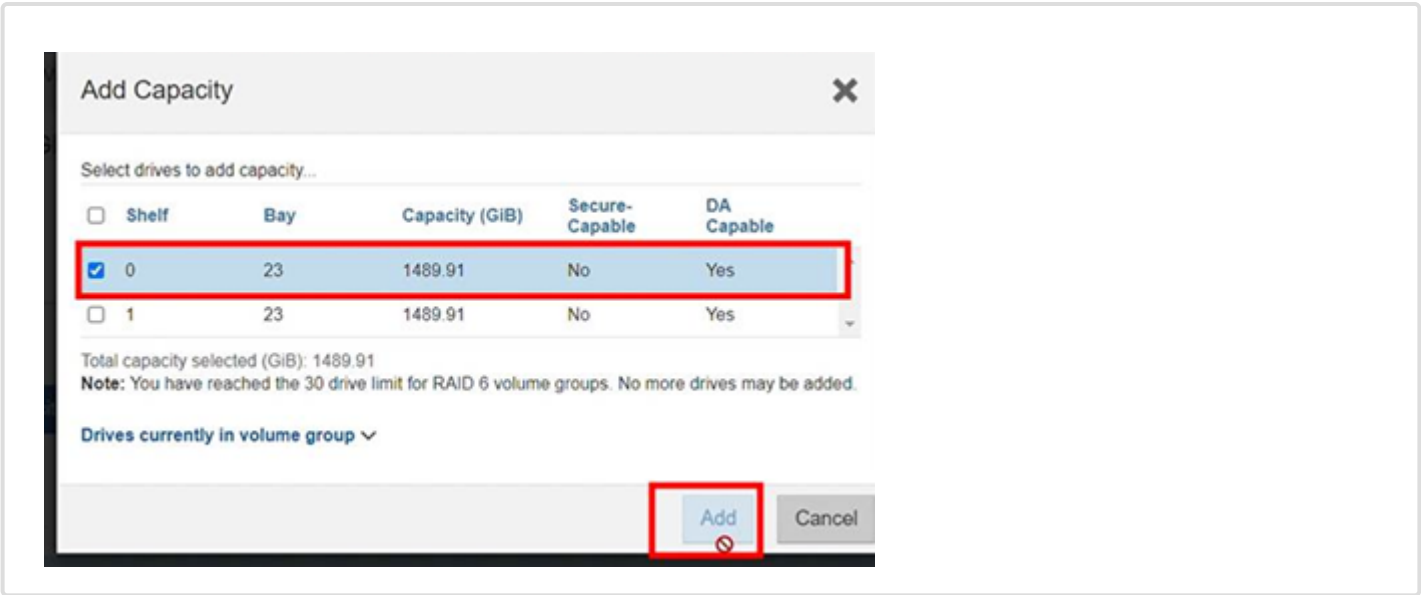 Add Capacity
Select drives to add capacity...
Shelf Bay Capacity (GiB) Secure-Capable DA Capable
0 23 1489.91 No Yes
1 23 1489.91 No Yes
Total capacity selected (GiB): 1489.91
Note: You have reached the 30 drive limit for RAID 6 volume groups. No more drives may be added.
Drives currently in volume group
Add Cancel